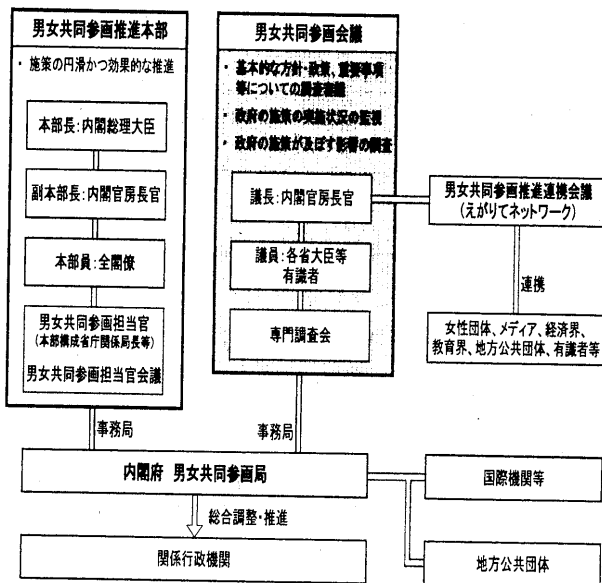 男女共同参画推進本部
・ 施策の円滑かつ効果的な推進
本部長：内閣総理大臣
副本部長：内閣官房長官
本部員：全閣僚
男女共同参画担当官
(本部構成省庁関係局長等)
男女共同参画担当官会議
男女共同参画会議
・ 基本的な方針・政策、重要事項
等についての調査審議
・ 政府の施策の実施状況の監視
・ 政府の施策が及ぼす影響の調査
議長：内閣官房長官
議員：各省大臣等
有識者
専門調査会
男女共同参画推進連携会議
(えがりてネットワーク)
連携
女性団体、メディア、経済界、
教育界、地方公共団体、有識者等
事務局
事務局
内閣府 男女共同参画局
国際機関等
総合調整・推進
関係行政機関
地方公共団体